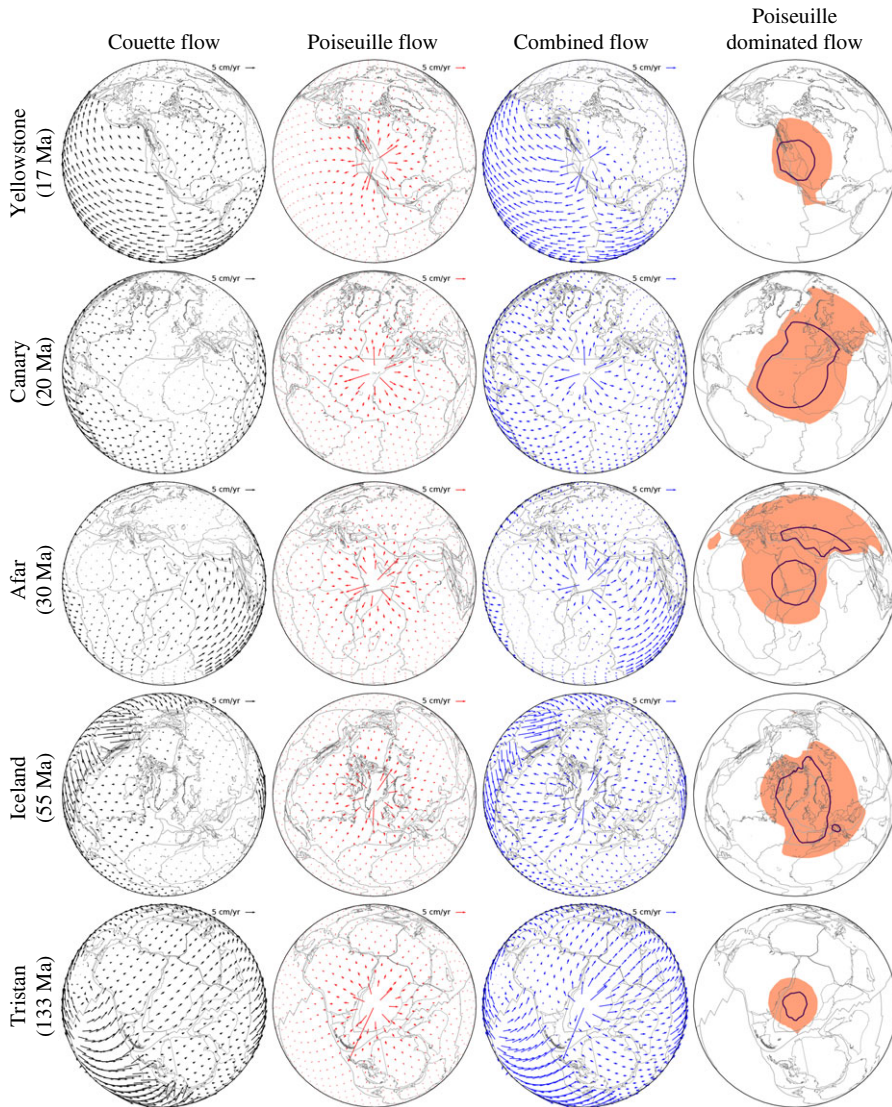 Couette flow
Poiseuille flow
Combined flow
Poiseuille
dominated flow
Yellowstone
(17 Ma)
5 cm/yr
5 cm/yr
5 cm/yr
Canary
(20 Ma)
5 cm/yr
5 cm/yr
5 cm/yr
Afar
(30 Ma)
5 cm/yr
5 cm/yr
5 cm/yr
Iceland
(55 Ma)
5 cm/yr
5 cm/yr
5 cm/yr
Tristan
(133 Ma)
5 cm/yr
5 cm/yr
5 cm/yr